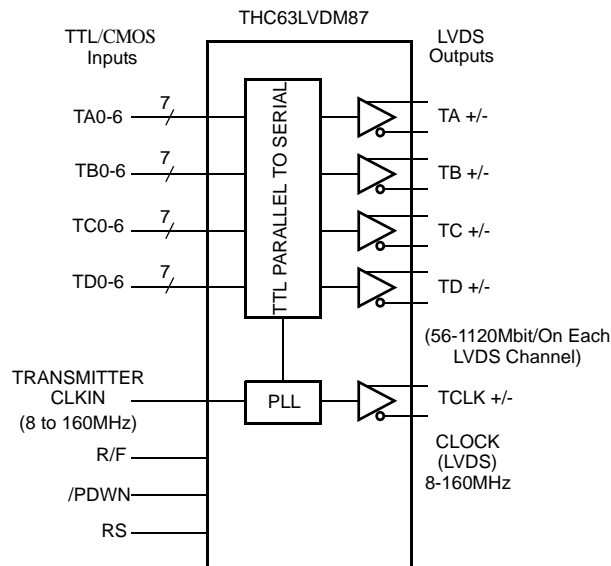 THC63LVDM87
TTL/CMOS
Inputs
LVDS
Outputs
TA0-6
7
TA +/-
TB0-6
7
TB +/-
TC0-6
7
TC +/-
TD0-6
7
TD +/-
TTL PARALLEL TO SERIAL
(56-1120Mbit/On Each
LVDS Channel)
TRANSMITTER
CLKIN
(8 to 160MHz)
PLL
TCLK +/-
CLOCK
(LVDS)
8-160MHz
R/F
/PDWN
RS